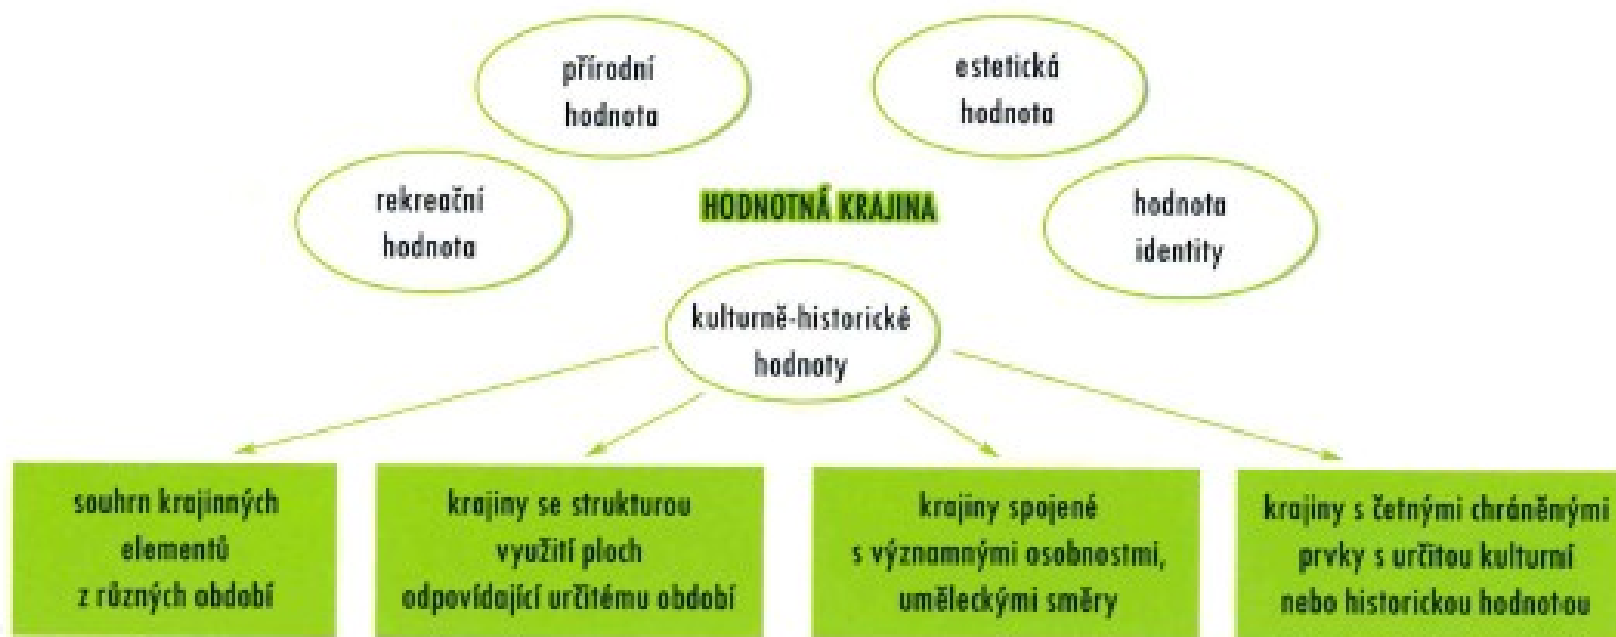 přírodní
hodnota
estetická
hodnota
rekreační
hodnota
HODNOTNÁ KRAJINA
hodnota
identity
kulturně-historické
hodnoty
souhrn krajinných
elementů
z různých období
krajiny se strukturou
využití ploch
odpovídající určitému období
krajiny spojené
s významnými osobnostmi,
uměleckými směry
krajiny s četnými chráněnými
prvky s určitou kulturní
nebo historickou hodnotou